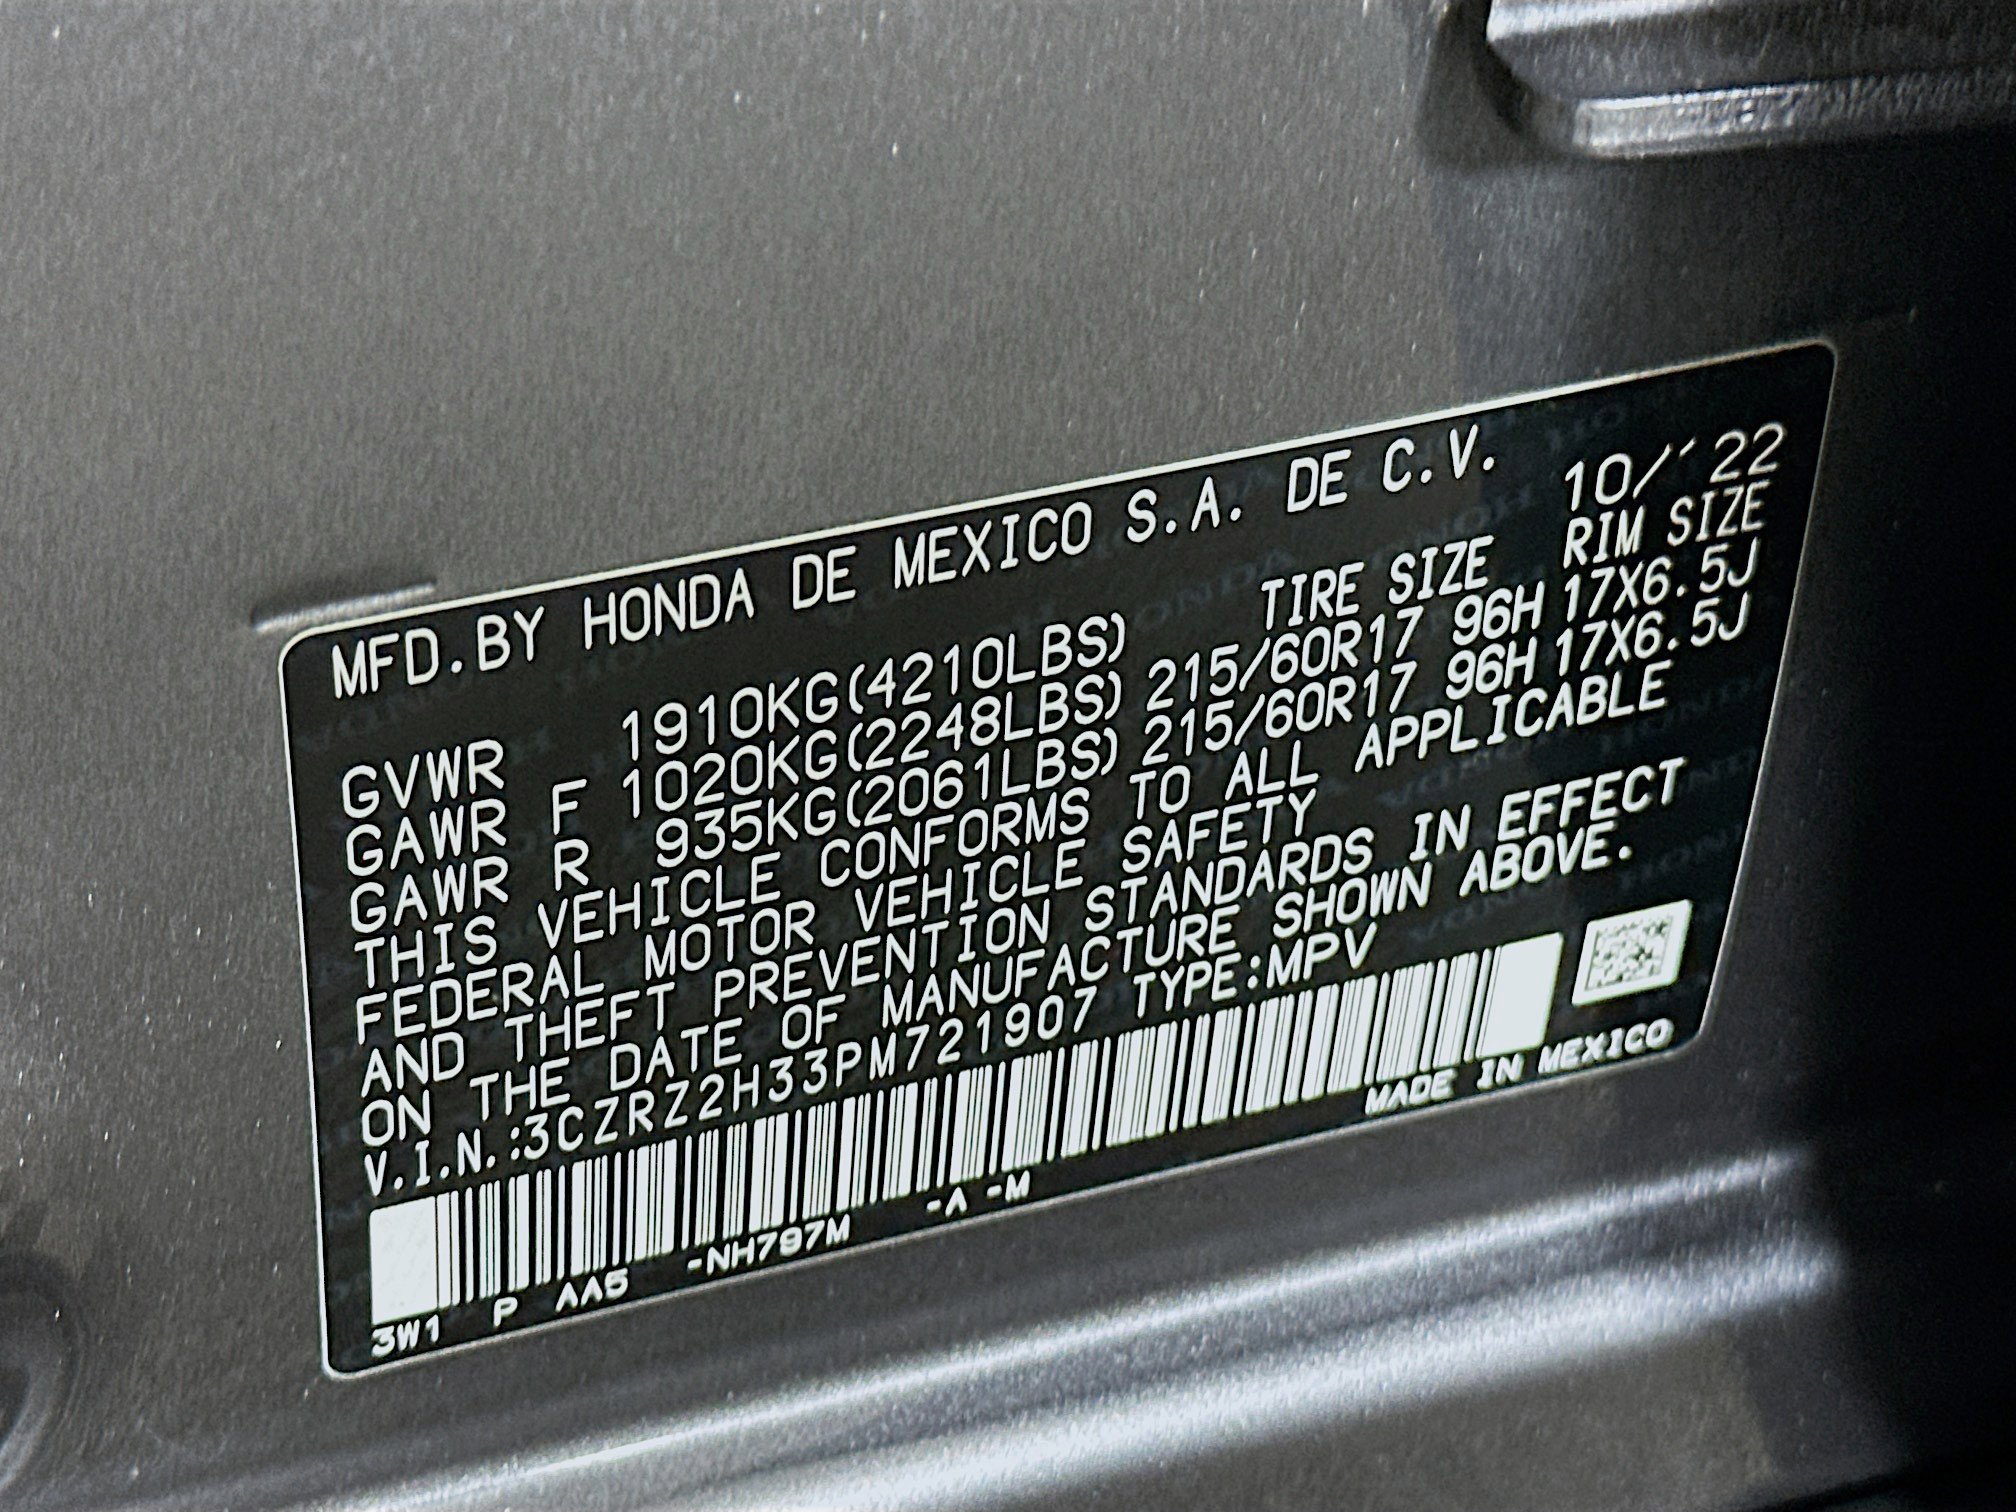 MFD.BY HONDA DE MEXICO S.A. DE C.V. 10/'22
TIRE SIZE RIM SIZE
GVWR 1910KG(4210LBS)
GAWR F 1020KG(2248LBS) 215/60R17 96H 17X6.5J
GAWR R 935KG(2061LBS) 215/60R17 96H 17X6.5J
THIS VEHICLE CONFORMS TO ALL APPLICABLE
FEDERAL MOTOR VEHICLE SAFETY
AND THEFT PREVENTION STANDARDS IN EFFECT
ON THE DATE OF MANUFACTURE SHOWN ABOVE.
V.I.N.:3CZRZ2H33PM721907 TYPE:MPV
MADE IN MEXICO
3W1 P AA5 -NH797M -A -M